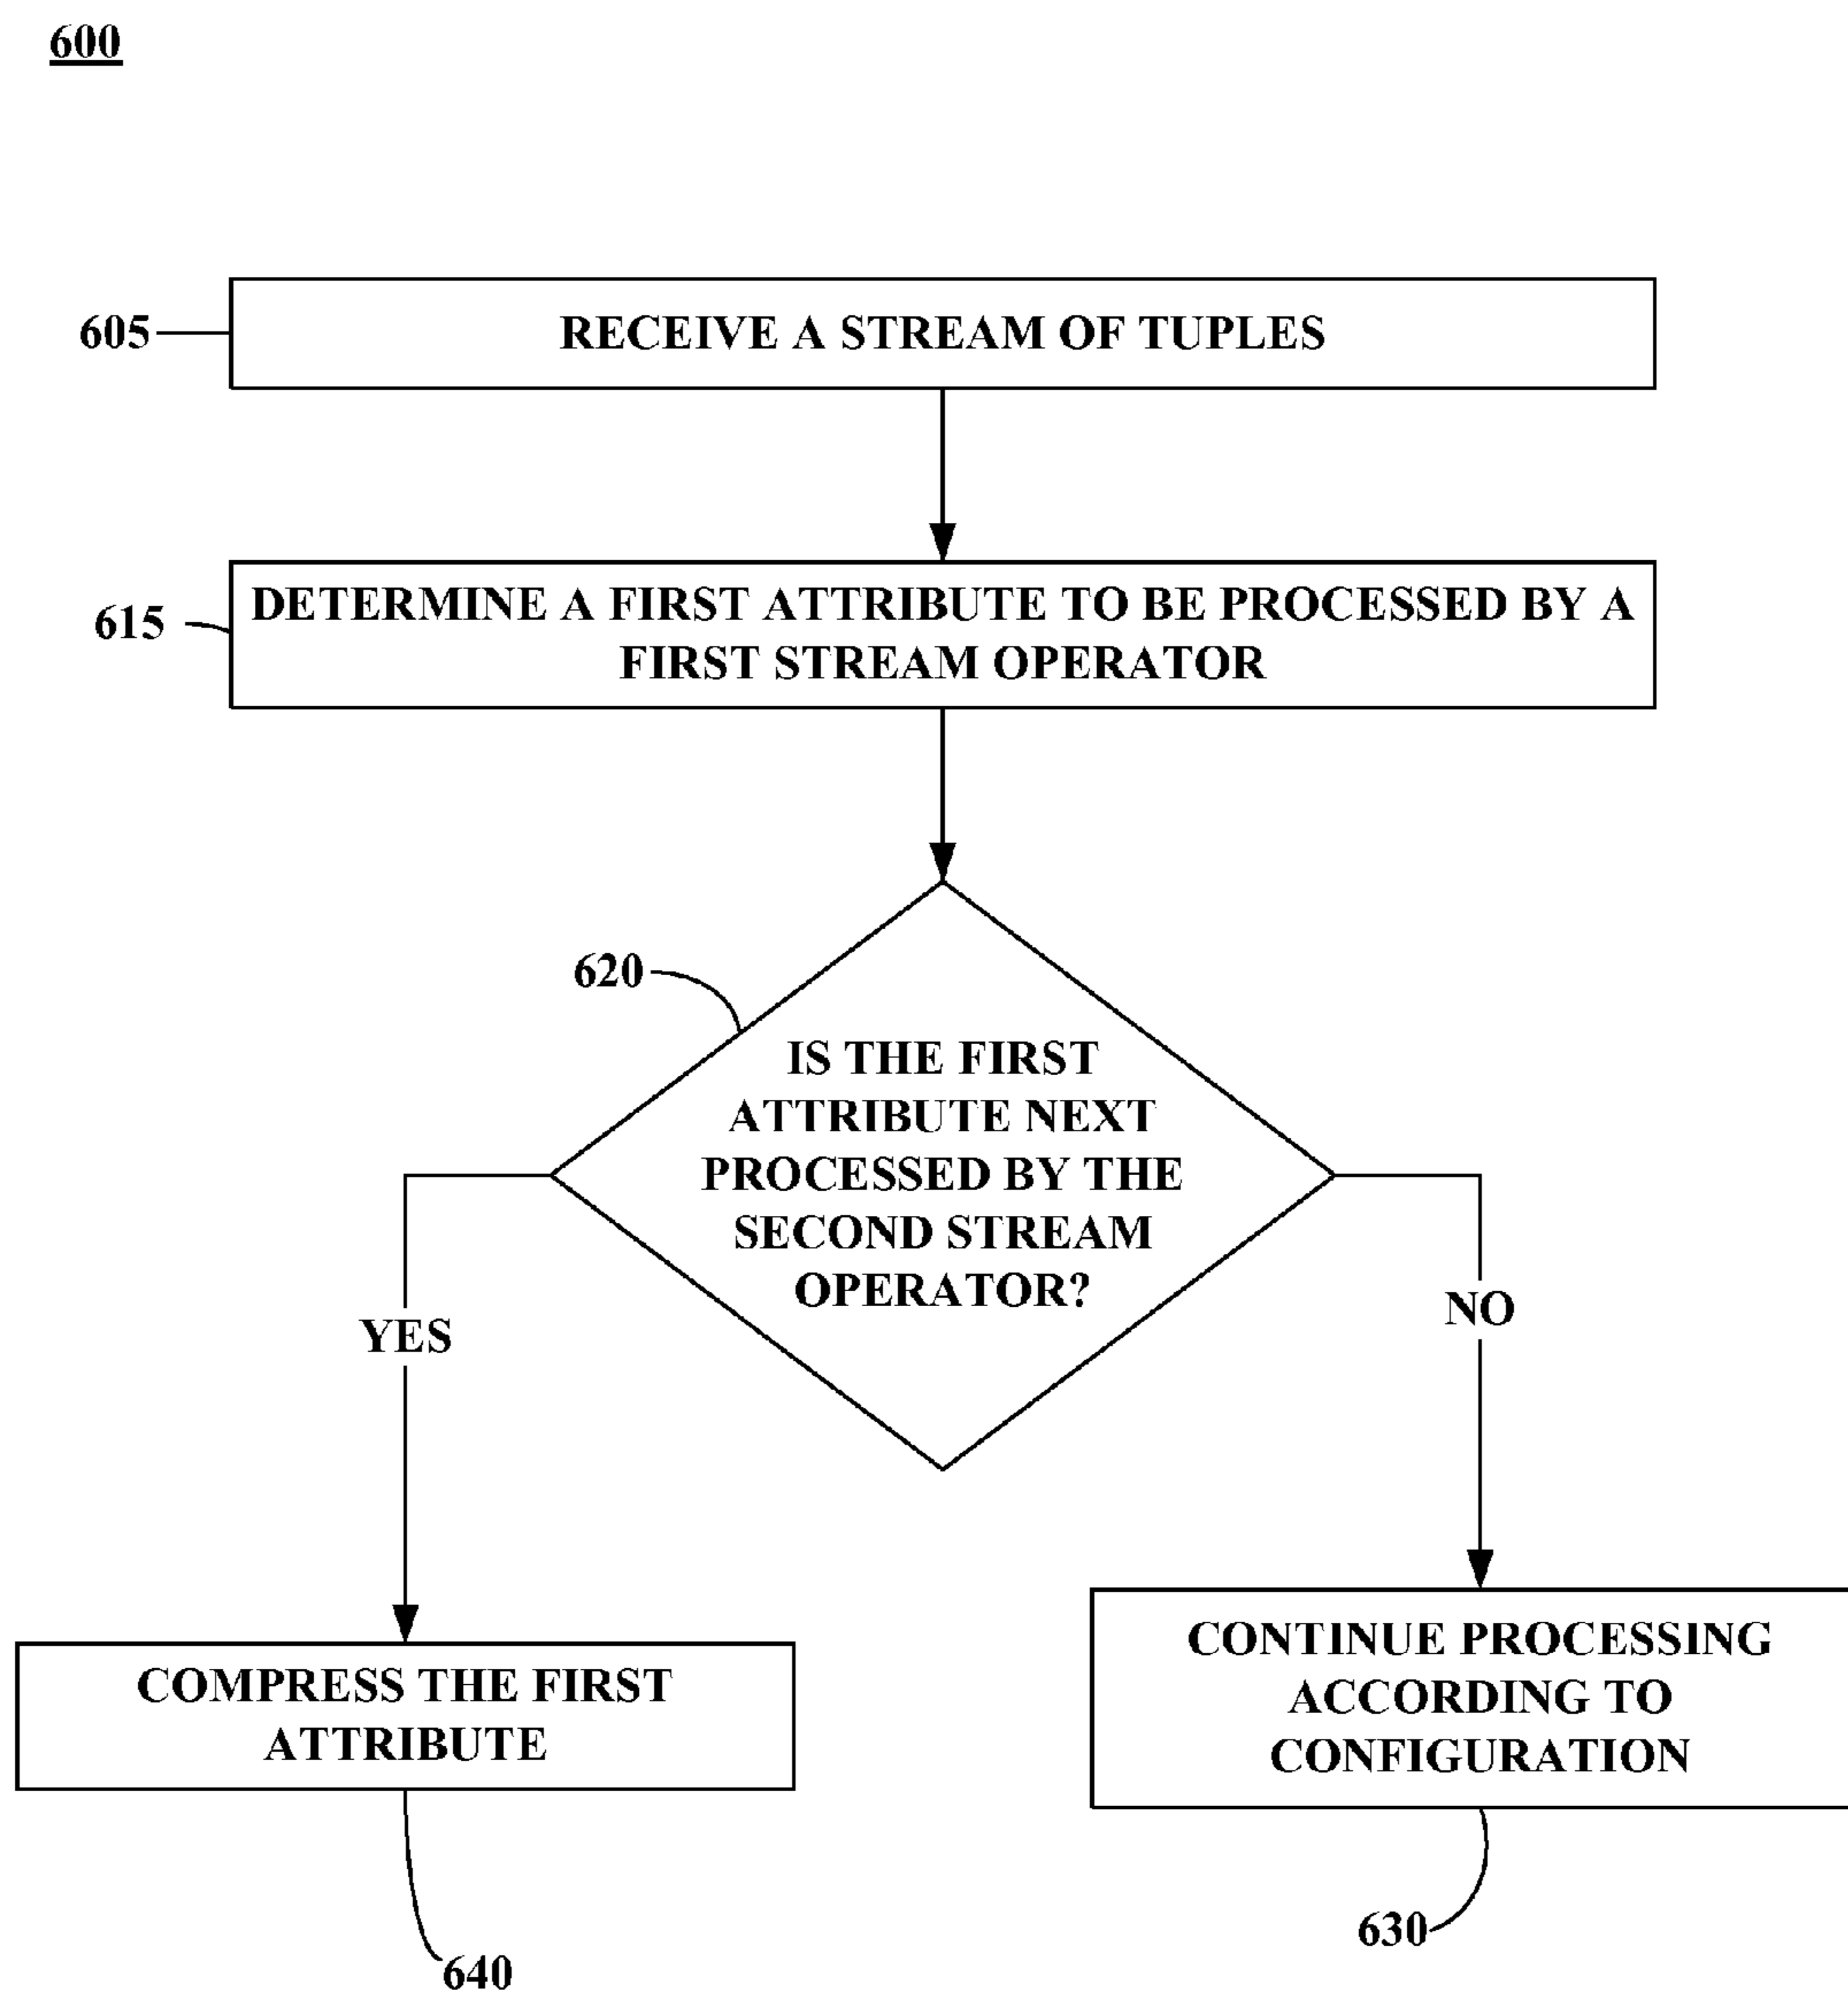 600
605
RECEIVE A STREAM OF TUPLES
615
DETERMINE A FIRST ATTRIBUTE TO BE PROCESSED BY A
FIRST STREAM OPERATOR
620
IS THE FIRST
ATTRIBUTE NEXT
PROCESSED BY THE
SECOND STREAM
OPERATOR?
YES
NO
COMPRESS THE FIRST
ATTRIBUTE
CONTINUE PROCESSING
ACCORDING TO
CONFIGURATION
640
630